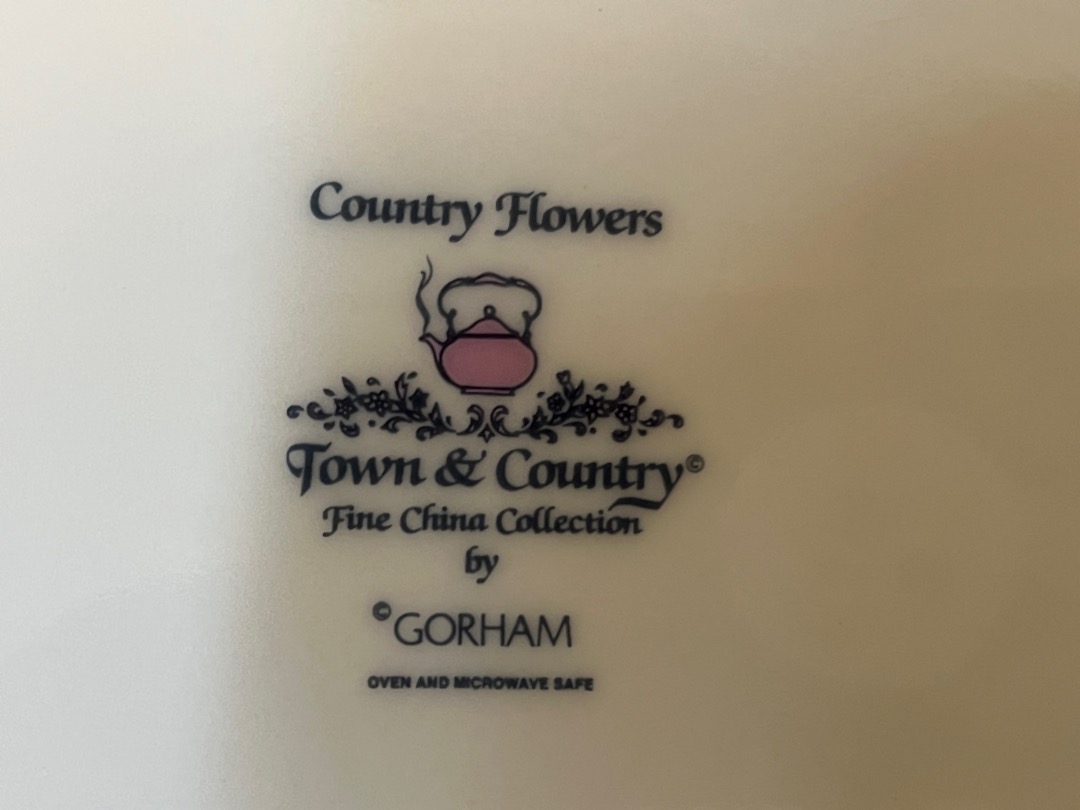 Country Flowers
Town & Country©
Fine China Collection
by
©GORHAM
OVEN AND MICROWAVE SAFE